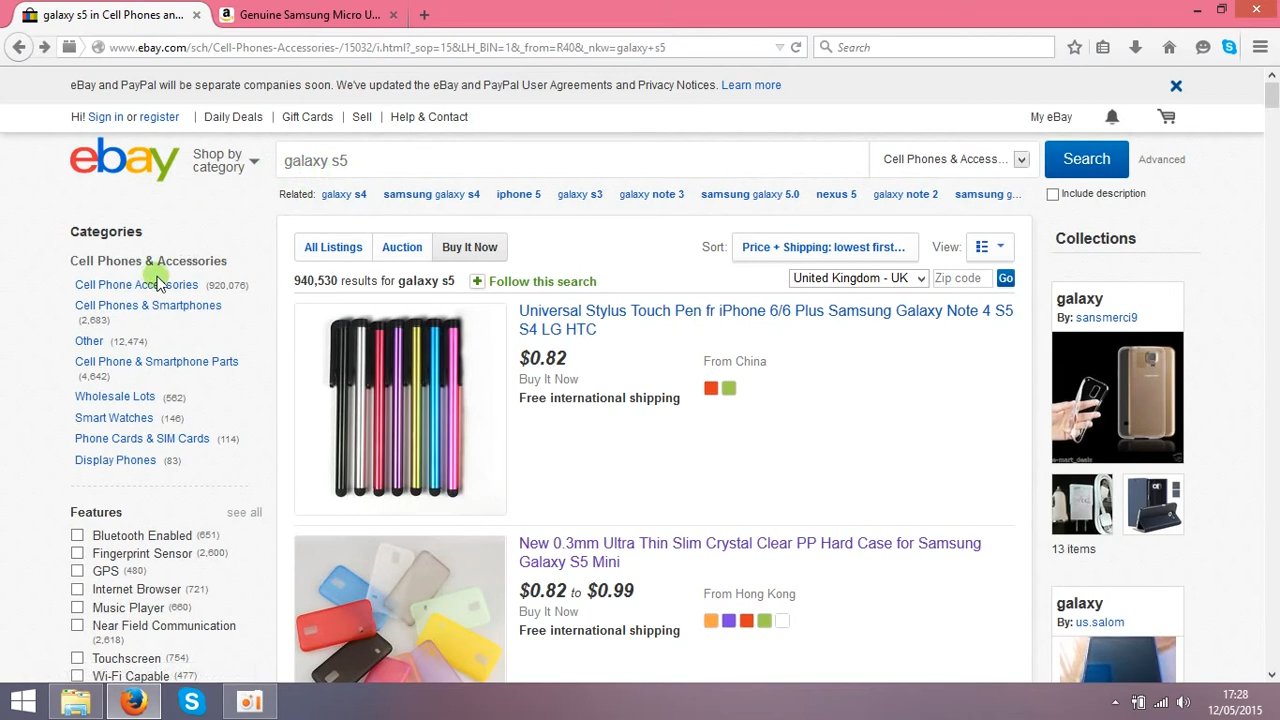 galaxy s5 in Cell Phones an...
Genuine Samsung Micro U...
www.ebay.com/sch/Cell-Phones-Accessories-/15032/i.html?_sop=15&LH_BIN=1&_from=R40&_nkw=galaxy+s5
Search
eBay and PayPal will be separate companies soon. We've updated the eBay and PayPal User Agreements and Privacy Notices. Learn more
Hi! Sign in or register
Daily Deals
Gift Cards
Sell
Help & Contact
My eBay
ebay
Shop by category
galaxy s5
Cell Phones & Access...
Search
Advanced
Related: galaxy s4 samsung galaxy s4 iphone 5 galaxy s3 galaxy note 3 samsung galaxy 5.0 nexus 5 galaxy note 2 samsung g...
Include description
Categories
Cell Phones & Accessories
Cell Phone Accessories (920,076)
Cell Phones & Smartphones
(2,683)
Other (12,474)
Cell Phone & Smartphone Parts
(4,642)
Wholesale Lots (562)
Smart Watches (146)
Phone Cards & SIM Cards (114)
Display Phones (83)
Features
see all
Bluetooth Enabled (651)
Fingerprint Sensor (2,600)
GPS (480)
Internet Browser (721)
Music Player (660)
Near Field Communication
(2,618)
Touchscreen (754)
Wi-Fi Capable (477)
All Listings
Auction
Buy It Now
Sort: Price + Shipping: lowest first...
View:
940,530 results for galaxy s5
Follow this search
United Kingdom - UK
Zip code
GO
Universal Stylus Touch Pen fr iPhone 6/6 Plus Samsung Galaxy Note 4 S5
S4 LG HTC
$0.82
From China
Buy It Now
Free international shipping
New 0.3mm Ultra Thin Slim Crystal Clear PP Hard Case for Samsung
Galaxy S5 Mini
$0.82 to $0.99
From Hong Kong
Buy It Now
Free international shipping
Collections
galaxy
By: sansmerci9
13 items
galaxy
By: us.salom
17:28
12/05/2015